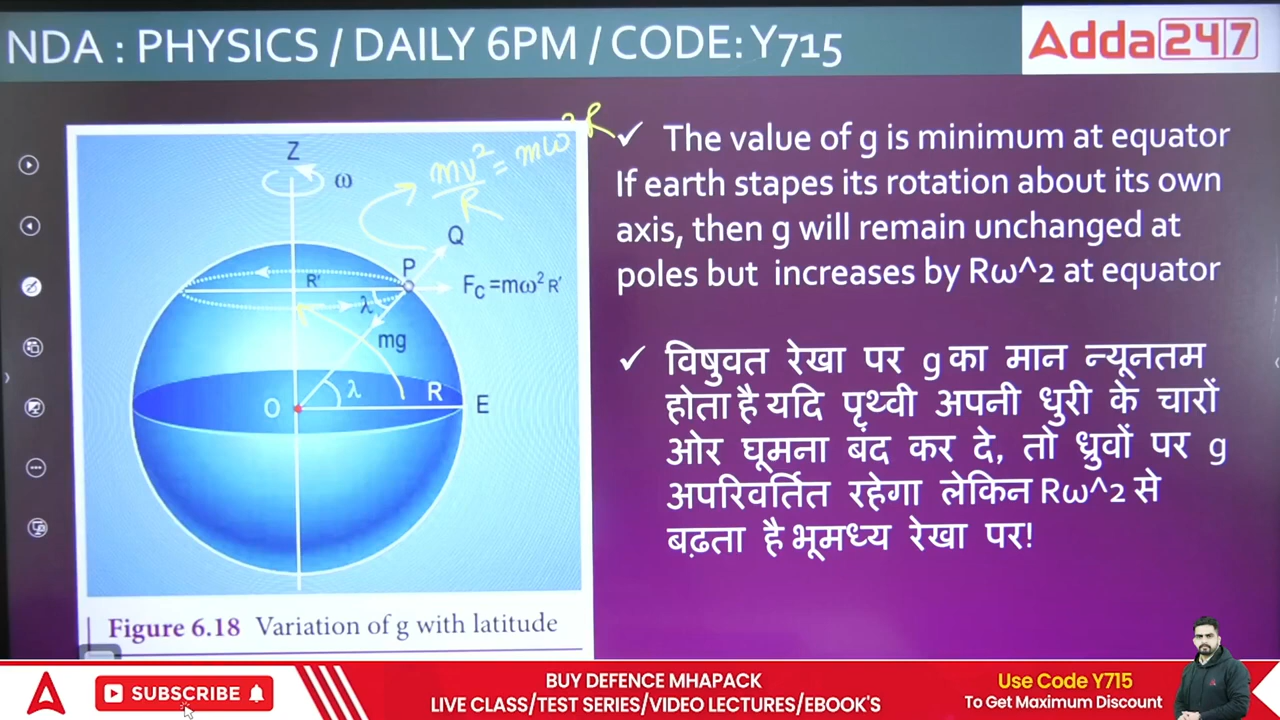 NDA : PHYSICS / DAILY 6PM / CODE: Y715
Adda247
Z
ω
mv²/R = mω²R
Q
P
R'
F_C=mω² R'
λ
mg
λ
R
O
E
Figure 6.18 Variation of g with latitude
✓ The value of g is minimum at equator
If earth stapes its rotation about its own
axis, then g will remain unchanged at
poles but increases by Rω^2 at equator
✓ विषुवत रेखा पर g का मान न्यूनतम
होता है यदि पृथ्वी अपनी धुरी के चारों
ओर घूमना बंद कर दे, तो ध्रुवों पर g
अपरिवर्तित रहेगा लेकिन Rω^2 से
बढ़ता है भूमध्य रेखा पर!
SUBSCRIBE
BUY DEFENCE MHAPACK
LIVE CLASS/TEST SERIES/VIDEO LECTURES/EBOOK'S
Use Code Y715
To Get Maximum Discount